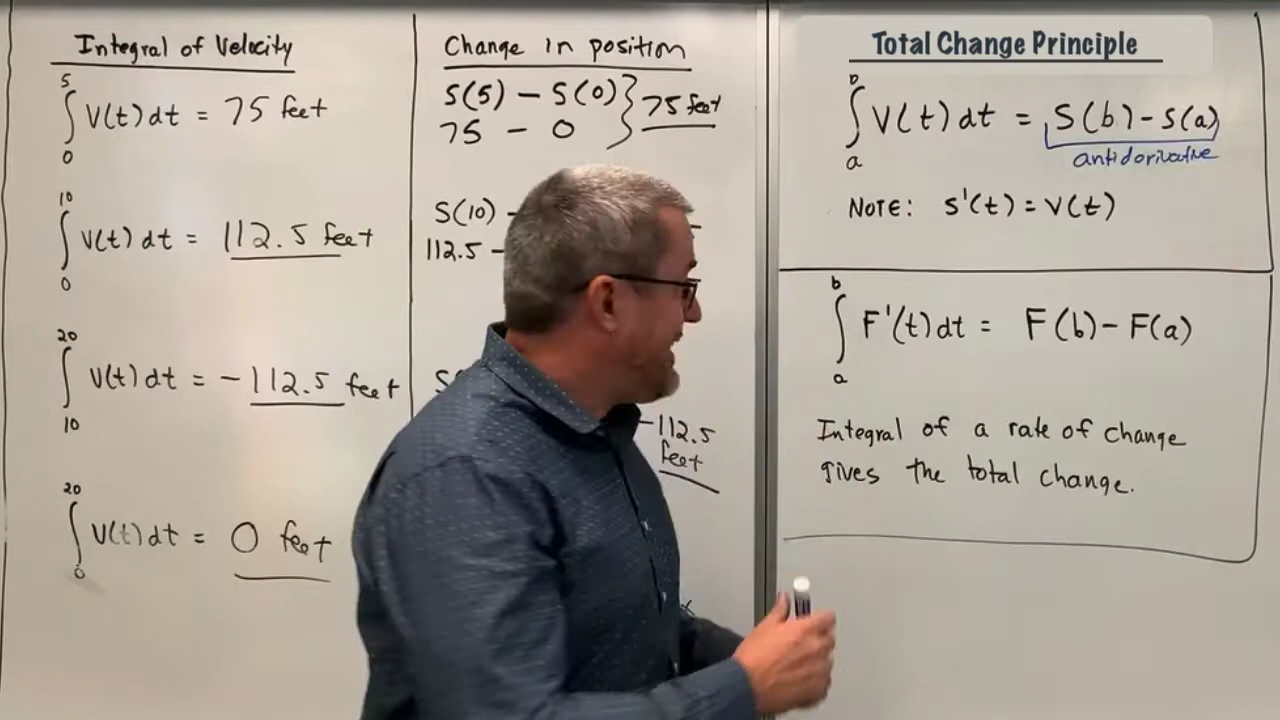 Integral of Velocity
∫₀⁵ V(t) dt = 75 feet
∫₀¹⁰ V(t) dt = 112.5 feet
∫₁₀²⁰ V(t) dt = -112.5 feet
∫₀²⁰ V(t) dt = 0 feet
Change in position
S(5) - S(0) } 75 feet
75 - 0
S(10) -
112.5 -
-112.5
feet
Total Change Principle
∫ₐᵇ V(t) dt = S(b) - S(a)
antiderivative
NOTE: S'(t) = V(t)
∫ₐᵇ F'(t) dt = F(b) - F(a)
Integral of a rate of change
gives the total change.